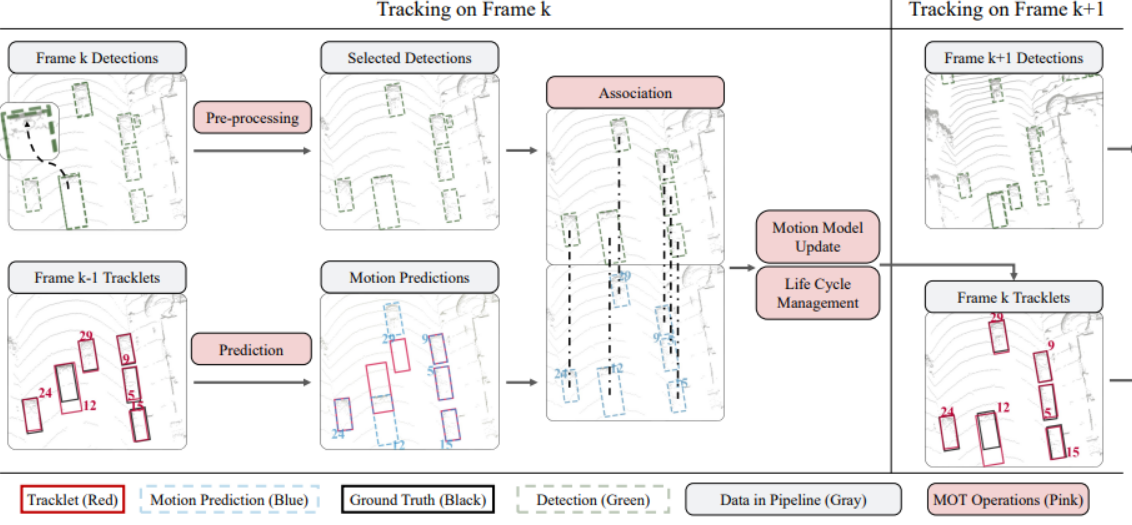 Tracking on Frame k
Tracking on Frame k+1
Frame k Detections
Selected Detections
Frame k+1 Detections
Pre-processing
Association
Motion Model
Update
Life Cycle
Management
Frame k-1 Tracklets
Motion Predictions
Frame k Tracklets
Prediction
29
9
24
5
12
15
29
9
5
24
12
15
29
9
24
12
5
29
9
24
12
5
15
Tracklet (Red)
Motion Prediction (Blue)
Ground Truth (Black)
Detection (Green)
Data in Pipeline (Gray)
MOT Operations (Pink)